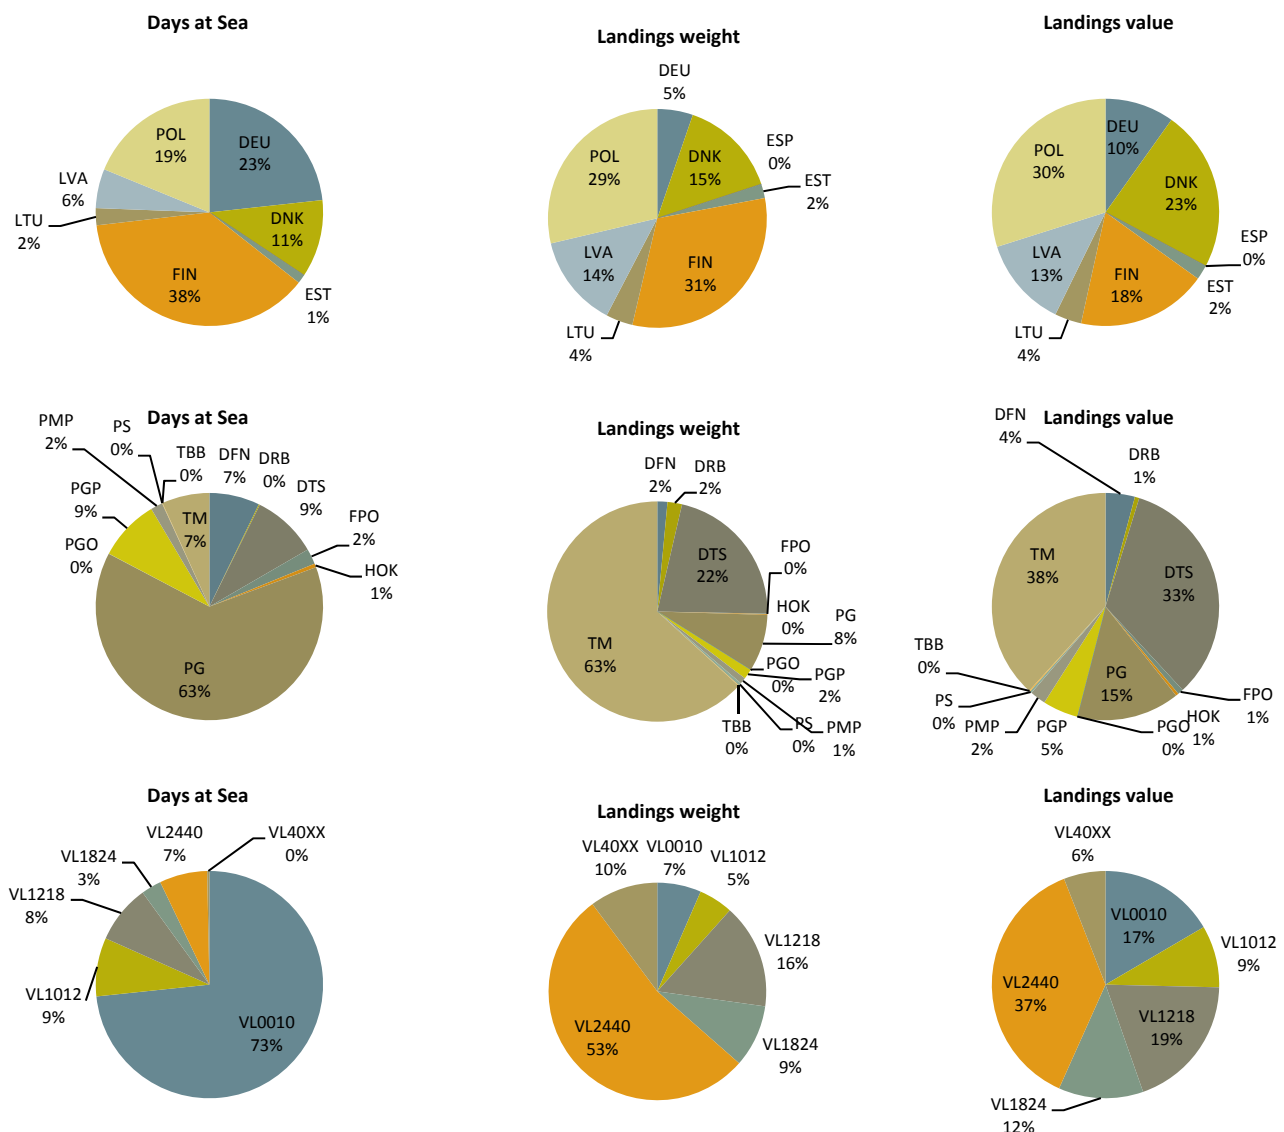 Days at Sea
POL
19%
DEU
23%
LVA
6%
LTU
2%
DNK
11%
FIN
38%
EST
1%
Landings weight
DEU
5%
POL
29%
DNK
15%
ESP
0%
EST
2%
LVA
14%
FIN
31%
LTU
4%
Landings value
DEU
10%
POL
30%
DNK
23%
ESP
0%
LVA
13%
FIN
18%
EST
2%
LTU
4%
Days at Sea
PMP
2%
PS
0%
TBB
0%
DFN
7%
DRB
0%
DTS
9%
PGP
9%
TM
7%
FPO
2%
PGO
0%
HOK
1%
PG
63%
Landings weight
DFN
2%
DRB
2%
DTS
22%
FPO
0%
HOK
0%
PG
8%
TM
63%
PGO
0%
PGP
2%
TBB
0%
PS
0%
PMP
1%
Landings value
DFN
4%
DRB
1%
TM
38%
DTS
33%
TBB
0%
PG
15%
PS
0%
FPO
1%
PMP
2%
PGP
5%
PGO
0%
HOK
1%
Days at Sea
VL2440
7%
VL40XX
0%
VL1824
3%
VL1218
8%
VL1012
9%
VL0010
73%
Landings weight
VL40XX
10%
VL0010
7%
VL1012
5%
VL1218
16%
VL2440
53%
VL1824
9%
Landings value
VL40XX
6%
VL0010
17%
VL1012
9%
VL2440
37%
VL1218
19%
VL1824
12%